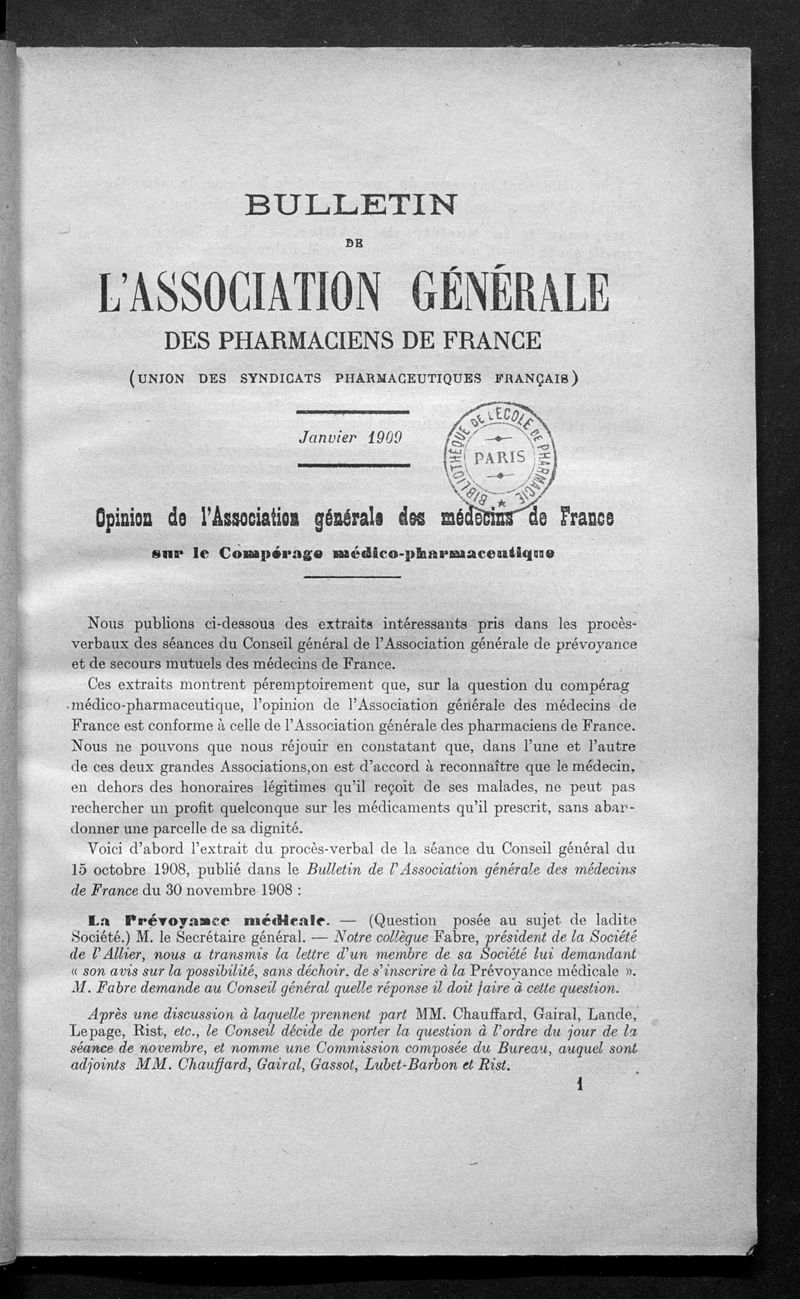 BULLETIN
DE
L'ASSOCIATION GÉNÉRALE
DES PHARMACIENS DE FRANCE
(UNION DES SYNDICATS PHARMACEUTIQUES FRANÇAIS)
Janvier 1909
BIBLIOTHÈQUE DE L'ÉCOLE DE PHARMACIE
PARIS
Opinion de l'Association générale des médecins de France
sur le Compérage médico-pharmaceutique
Nous publions ci-dessous des extraits intéressants pris dans les procès-
verbaux des séances du Conseil général de l'Association générale de prévoyance
et de secours mutuels des médecins de France.
Ces extraits montrent péremptoirement que, sur la question du compérag
médico-pharmaceutique, l'opinion de l'Association générale des médecins de
France est conforme à celle de l'Association générale des pharmaciens de France.
Nous ne pouvons que nous réjouir en constatant que, dans l'une et l'autre
de ces deux grandes Associations,on est d'accord à reconnaître que le médecin,
en dehors des honoraires légitimes qu'il reçoit de ses malades, ne peut pas
rechercher un profit quelconque sur les médicaments qu'il prescrit, sans abar-
donner une parcelle de sa dignité.
Voici d'abord l'extrait du procès-verbal de la séance du Conseil général du
15 octobre 1908, publié dans le Bulletin de l'Association générale des médecins
de France du 30 novembre 1908 :
La Prévoyance médicale. — (Question posée au sujet de ladite
Société.) M. le Secrétaire général. — Notre collègue Fabre, président de la Société
de l'Allier, nous a transmis la lettre d'un membre de sa Société lui demandant
« son avis sur la possibilité, sans déchoir. de s'inscrire à la Prévoyance médicale ».
M. Fabre demande au Conseil général quelle réponse il doit faire à cette question.
Après une discussion à laquelle prennent part MM. Chauffard, Gairal, Lande,
Lepage, Rist, etc., le Conseil décide de porter la question à l'ordre du jour de la
séance de novembre, et nomme une Commission composée du Bureau, auquel sont
adjoints MM. Chauffard, Gairal, Gassot, Lubet-Barbon et Rist.
1